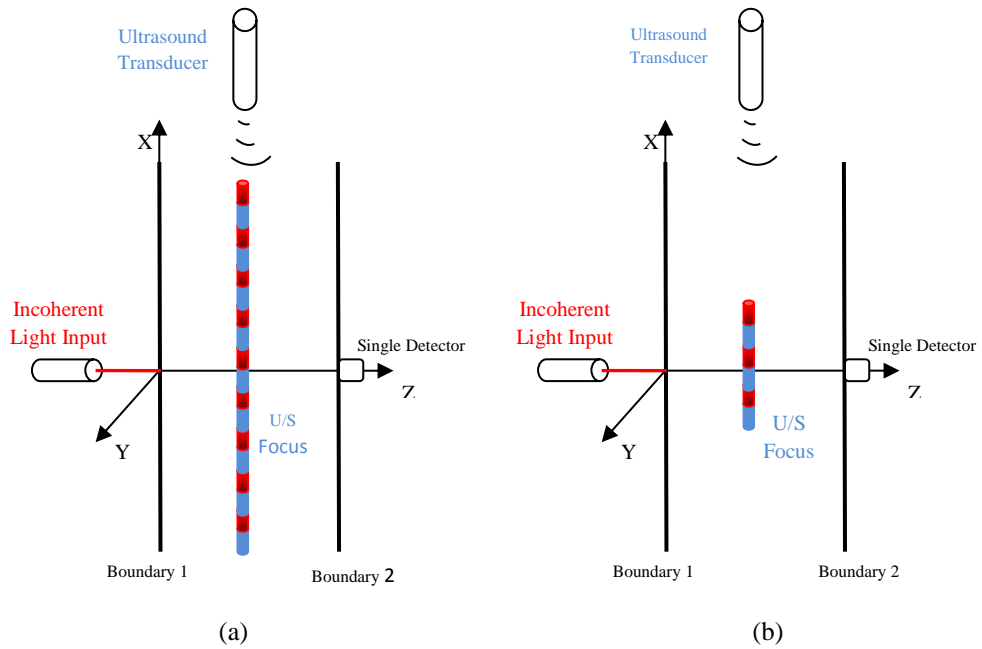 Ultrasound
Transducer
X
Incoherent
Light Input
Single Detector
Z
U/S
Focus
Y
Boundary 1
Boundary 2
(a)
Ultrasound
Transducer
X
Incoherent
Light Input
Single Detector
Z
U/S
Focus
Y
Boundary 1
Boundary 2
(b)